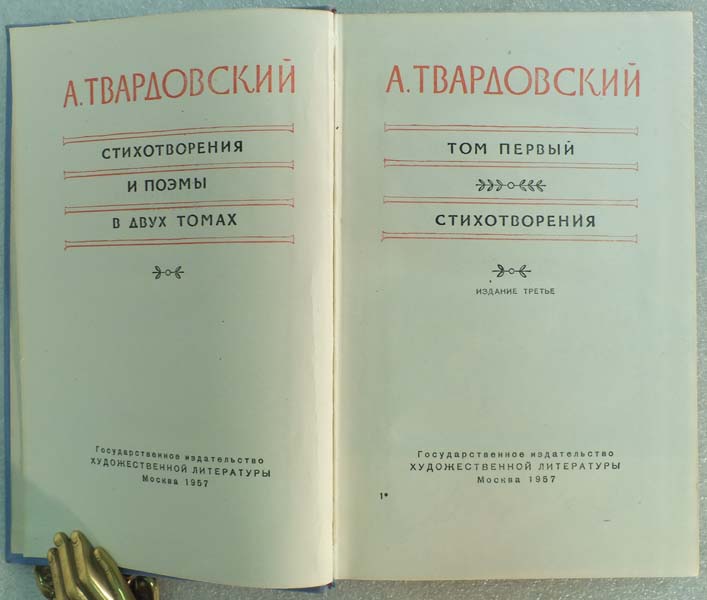 А. ТВАРДОВСКИЙ
СТИХОТВОРЕНИЯ
И ПОЭМЫ
В ДВУХ ТОМАХ
Государственное издательство
ХУДОЖЕСТВЕННОЙ ЛИТЕРАТУРЫ
Москва 1957
А. ТВАРДОВСКИЙ
ТОМ ПЕРВЫЙ
СТИХОТВОРЕНИЯ
ИЗДАНИЕ ТРЕТЬЕ
Государственное издательство
ХУДОЖЕСТВЕННОЙ ЛИТЕРАТУРЫ
Москва 1957
1*